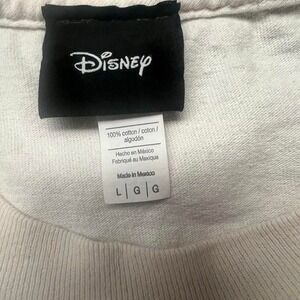 Disney
100% cotton / coton /
algodón
Hecho en México
Fabriqué au Mexique
Made in Mexico
L | G | G